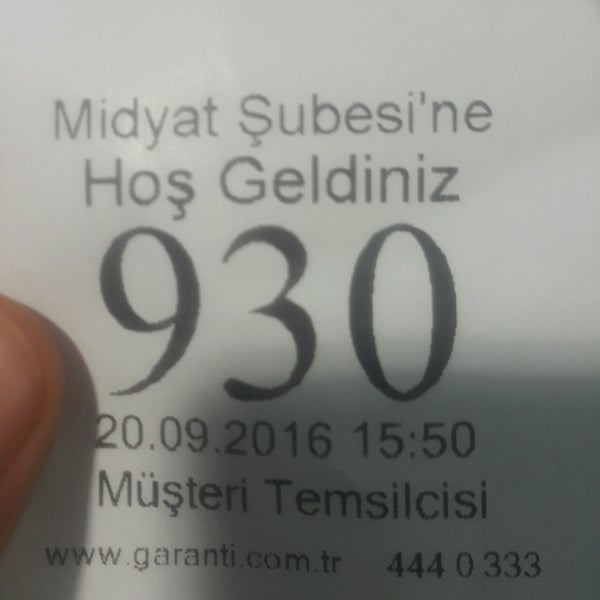 Midyat Şubesi'ne
Hoş Geldiniz
930
20.09.2016 15:50
Müşteri Temsilcisi
www.garanti.com.tr 444 0 333